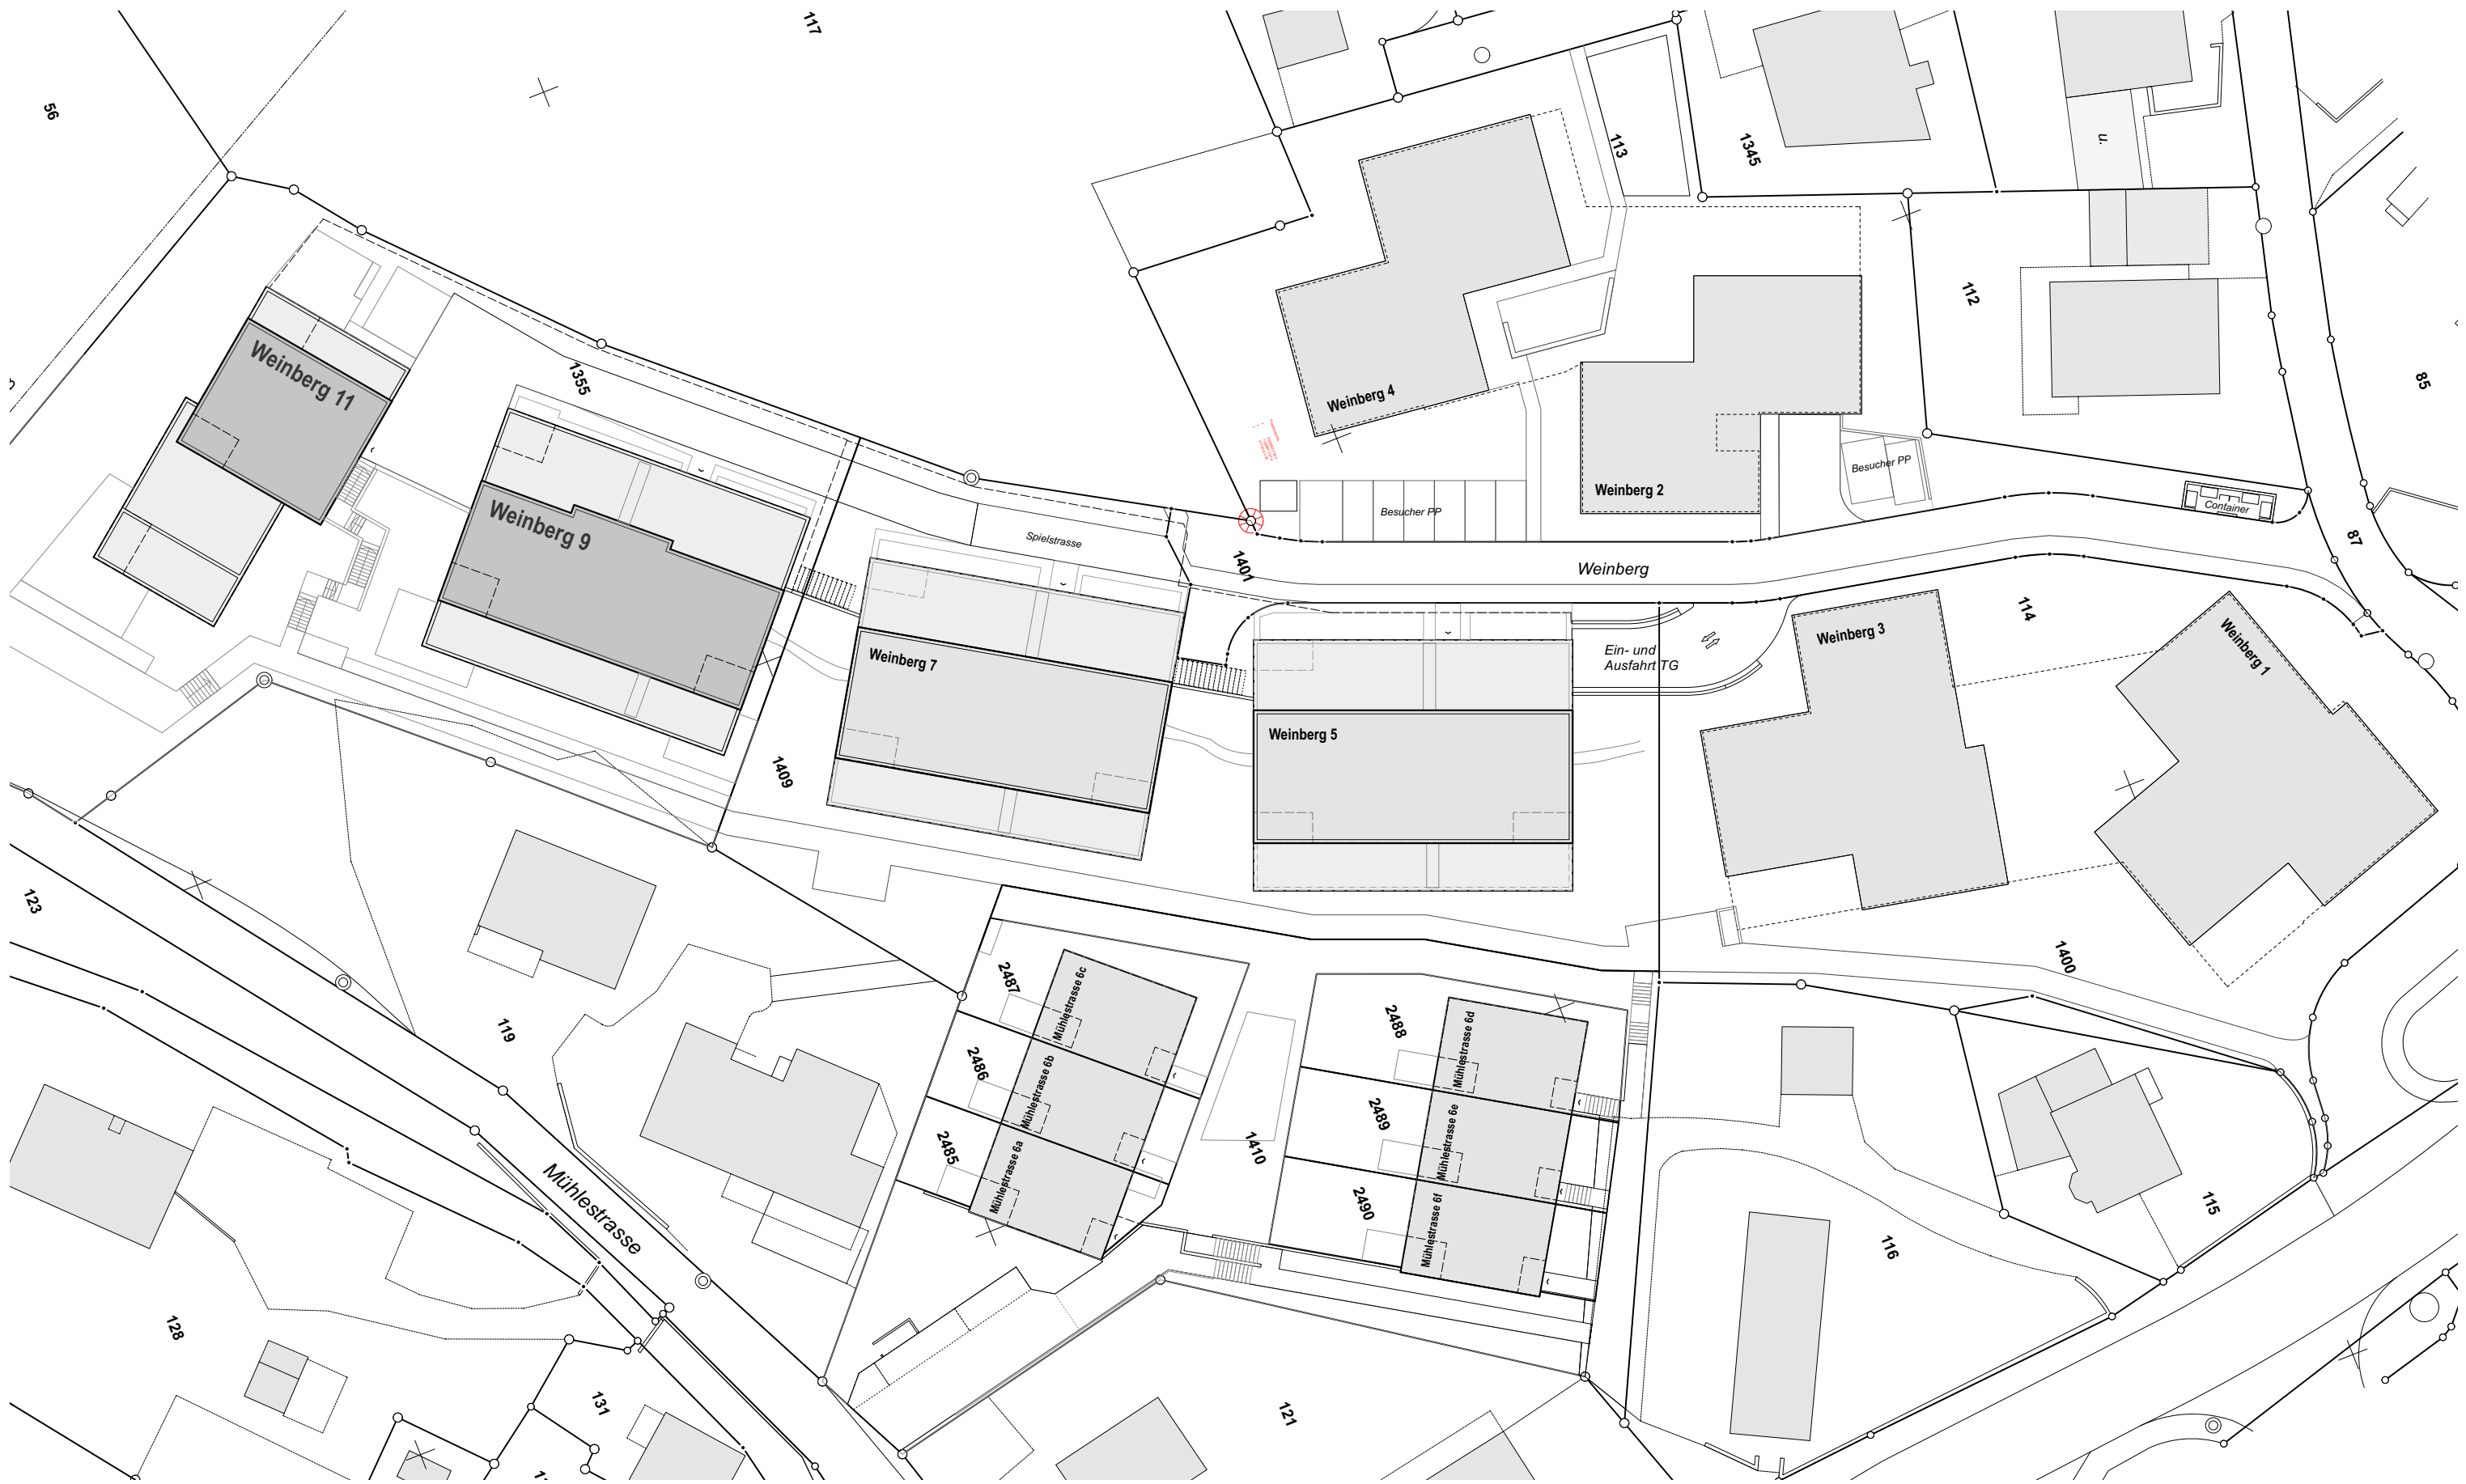 117
56
113
1345
u.
112
85
Weinberg 11
1355
Weinberg 4
Besucher PP
Weinberg 2
Weinberg 9
Besucher PP
Container
Spielstrasse
87
1401
Weinberg
114
Weinberg 3
Weinberg 1
Ein- und
Ausfahrt TG
Weinberg 7
Weinberg 5
1409
123
1400
2487
Mühlestrasse 6c
119
2488
Mühlestrasse 6d
2486
Mühlestrasse 6b
2489
Mühlestrasse 6e
2485
Mühlestrasse 6a
1410
Mühlestrasse
2490
Mühlestrasse 6f
115
116
128
131
121